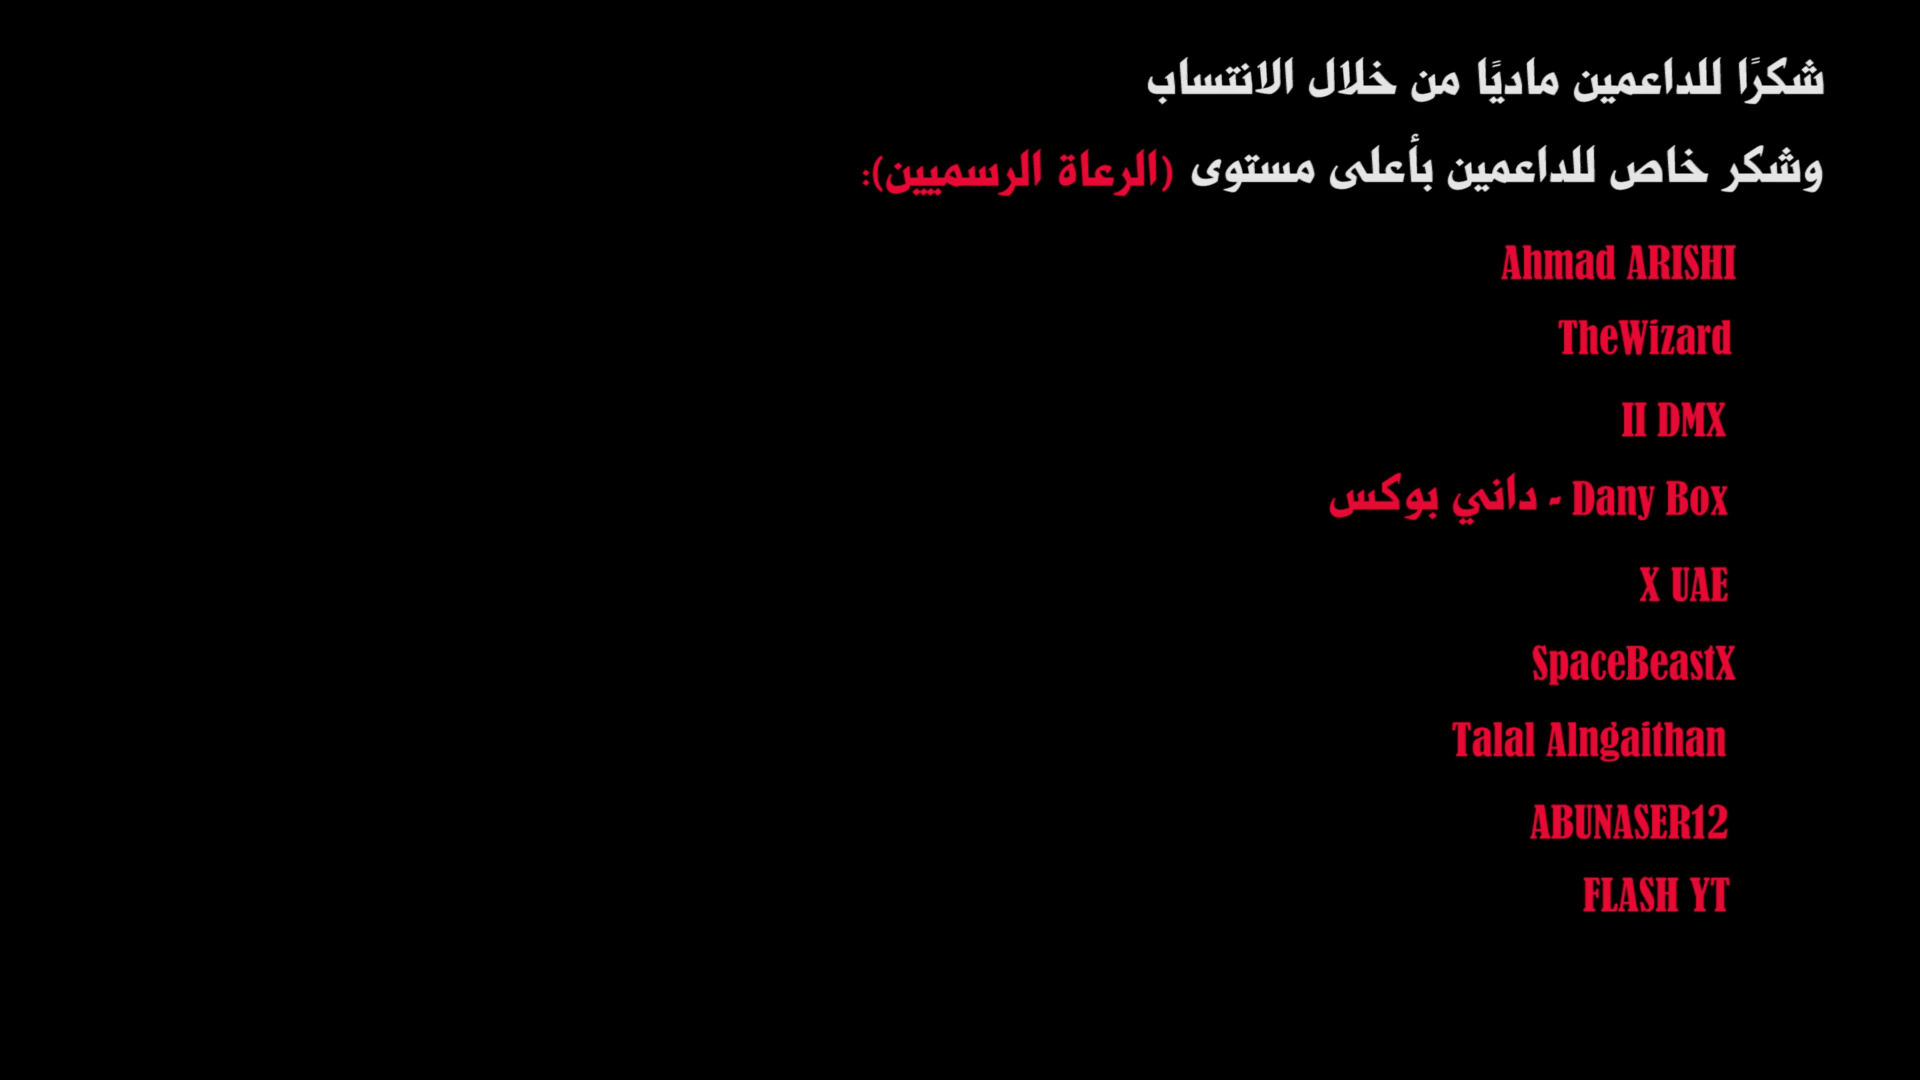 شكرًا للداعمين ماديًا من خلال الانتساب
وشكر خاص للداعمين بأعلى مستوى (الرعاة الرسميين):
Ahmad ARISHI
TheWizard
II DMX
Dany Box - داني بوكس
X UAE
SpaceBeastX
Talal Alngaithan
ABUNASER12
FLASH YT